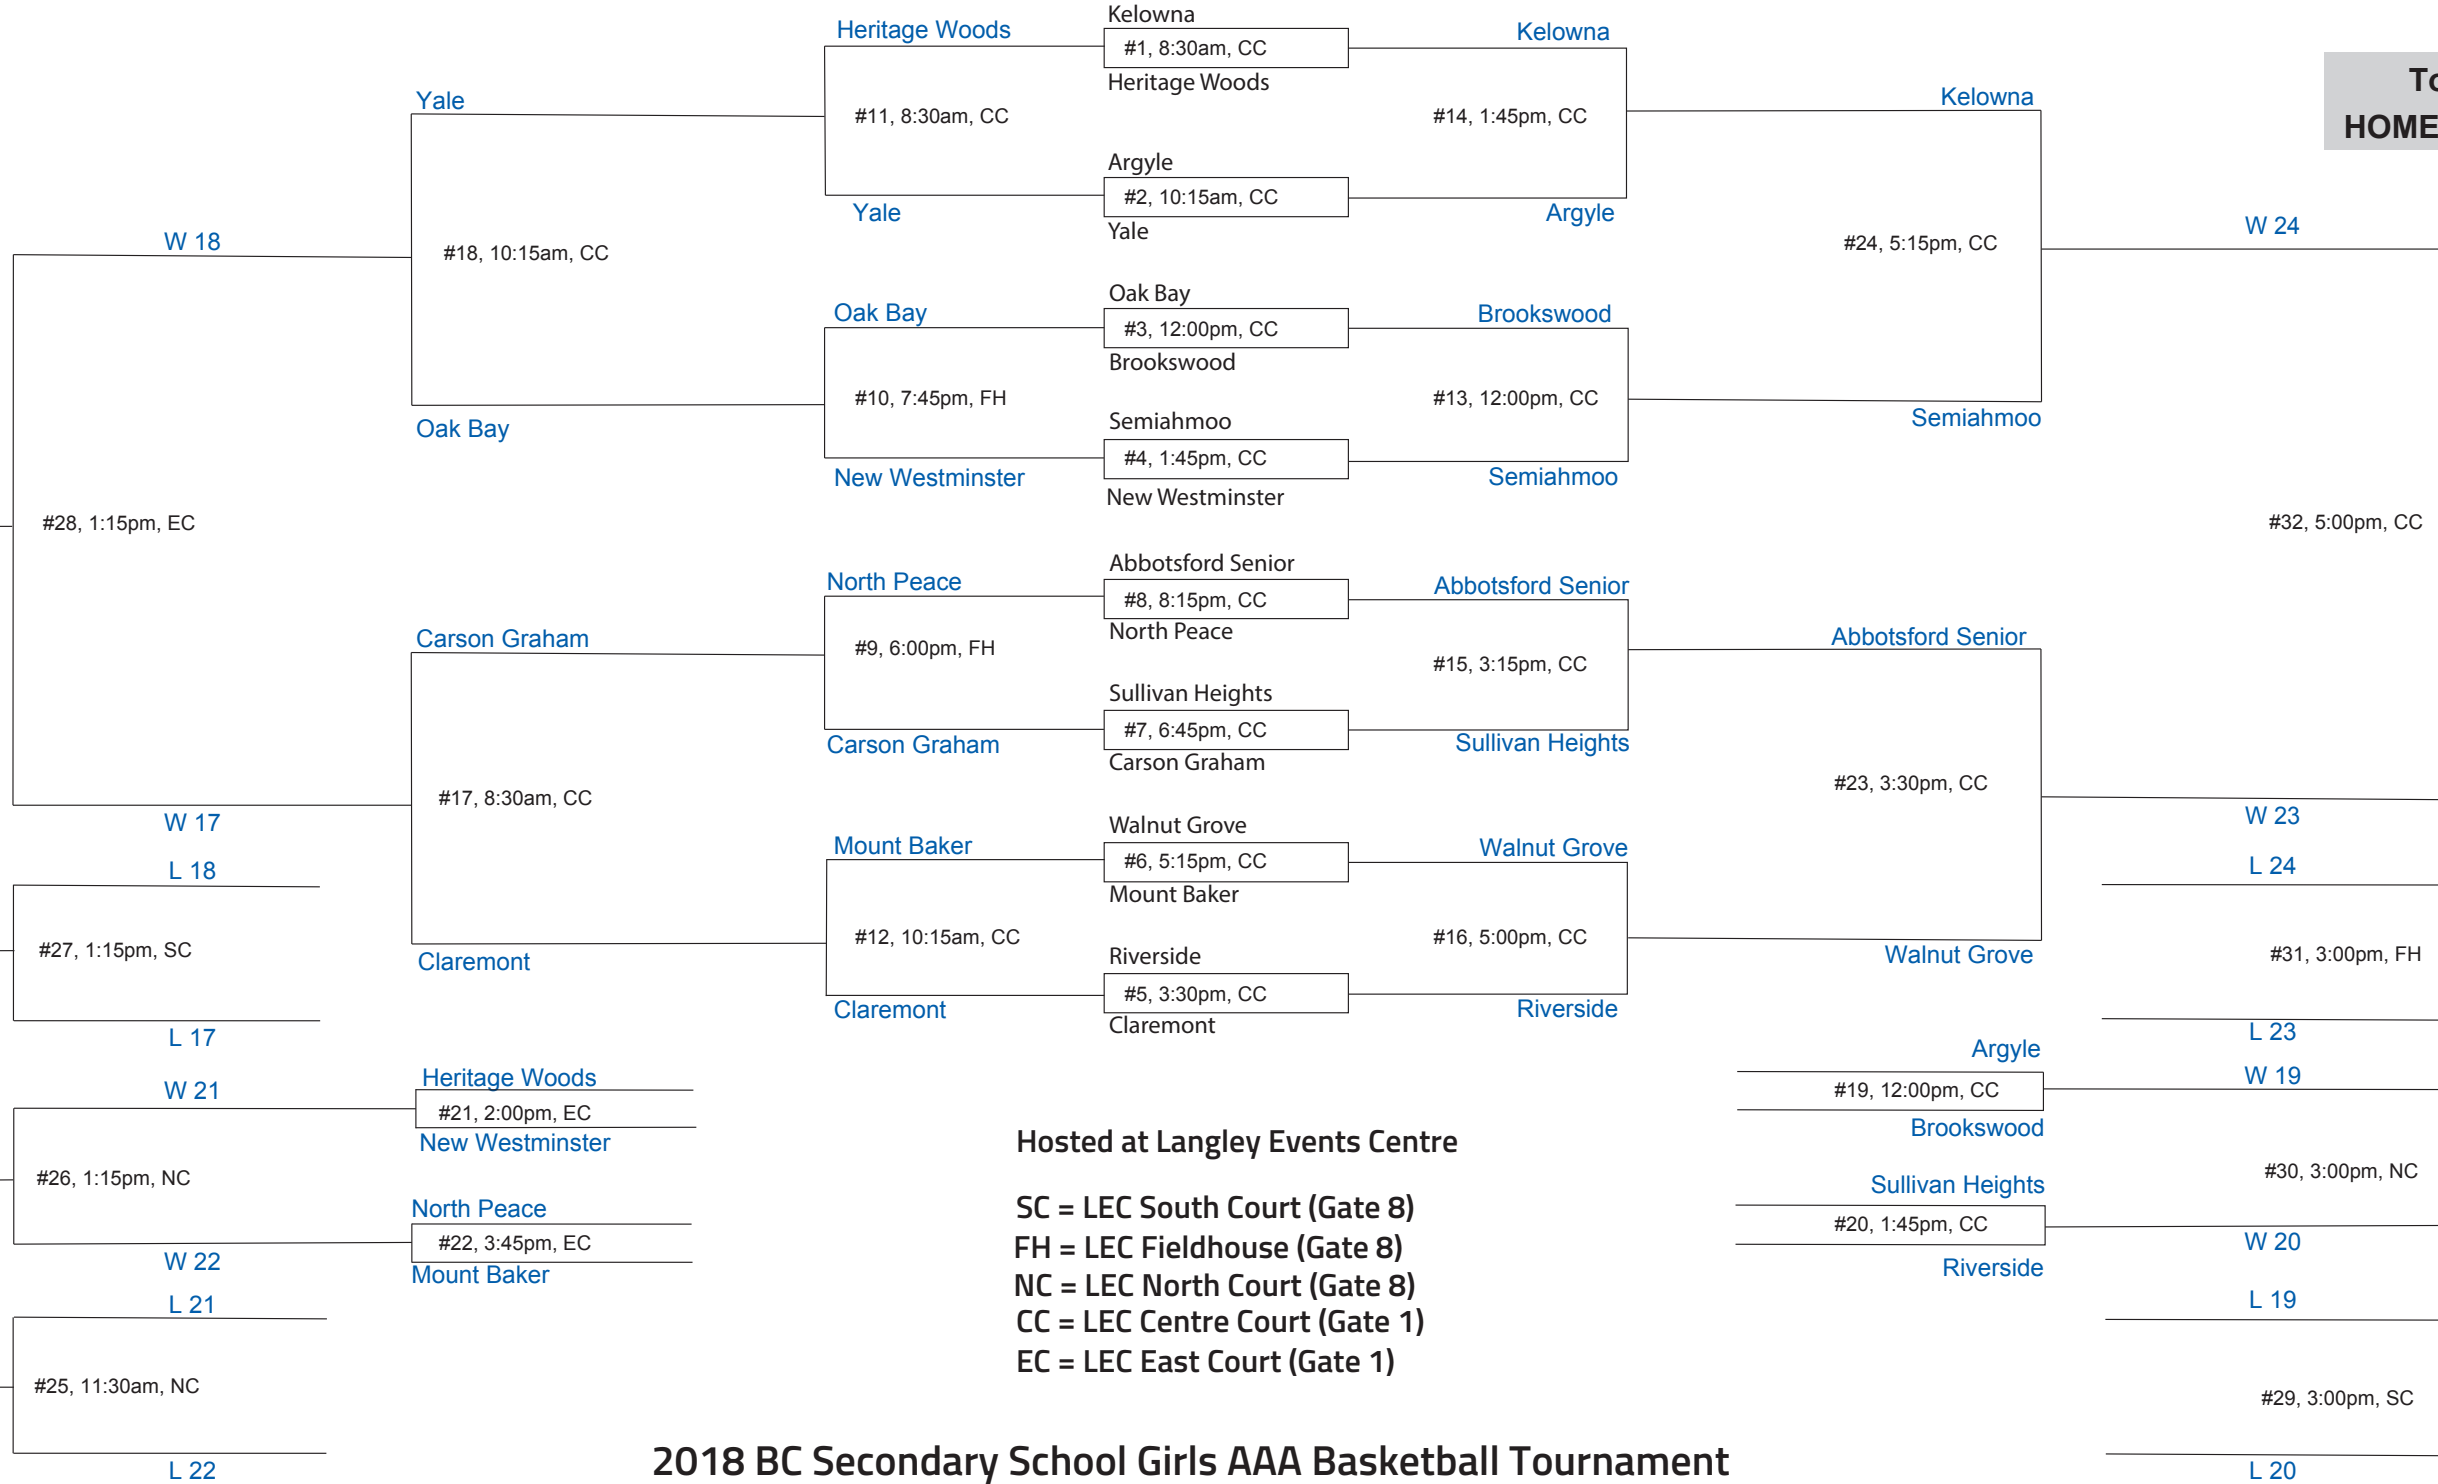 Kelowna
Heritage Woods
#1, 8:30am, CC
Kelowna
Heritage Woods
HOME
Yale
#11, 8:30am, CC
#14, 1:45pm, CC
Kelowna
Argyle
#2, 10:15am, CC
Yale
Argyle
Yale
W 18
#18, 10:15am, CC
#24, 5:15pm, CC
W 24
Oak Bay
Oak Bay
#3, 12:00pm, CC
Brookswood
Brookswood
#10, 7:45pm, FH
#13, 12:00pm, CC
Oak Bay
Semiahmoo
Semiahmoo
#4, 1:45pm, CC
New Westminster
Semiahmoo
New Westminster
#28, 1:15pm, EC
#32, 5:00pm, CC
Abbotsford Senior
North Peace
#8, 8:15pm, CC
Abbotsford Senior
North Peace
Carson Graham
#9, 6:00pm, FH
#15, 3:15pm, CC
Abbotsford Senior
Sullivan Heights
#7, 6:45pm, CC
Carson Graham
Sullivan Heights
Carson Graham
#17, 8:30am, CC
#23, 3:30pm, CC
W 17
W 23
Walnut Grove
Mount Baker
#6, 5:15pm, CC
Walnut Grove
Mount Baker
L 18
L 24
#12, 10:15am, CC
#16, 5:00pm, CC
#27, 1:15pm, SC
Claremont
Riverside
Walnut Grove
#31, 3:00pm, FH
#5, 3:30pm, CC
Claremont
Riverside
Claremont
L 17
L 23
Argyle
W 21
Heritage Woods
#21, 2:00pm, EC
New Westminster
#19, 12:00pm, CC
W 19
Brookswood
Hosted at Langley Events Centre
#26, 1:15pm, NC
#30, 3:00pm, NC
North Peace
#22, 3:45pm, EC
Mount Baker
W 22
Sullivan Heights
#20, 1:45pm, CC
Riverside
W 20
SC = LEC South Court (Gate 8)
FH = LEC Fieldhouse (Gate 8)
NC = LEC North Court (Gate 8)
CC = LEC Centre Court (Gate 1)
EC = LEC East Court (Gate 1)
L 21
L 19
#25, 11:30am, NC
#29, 3:00pm, SC
L 22
L 20
2018 BC Secondary School Girls AAA Basketball Tournament